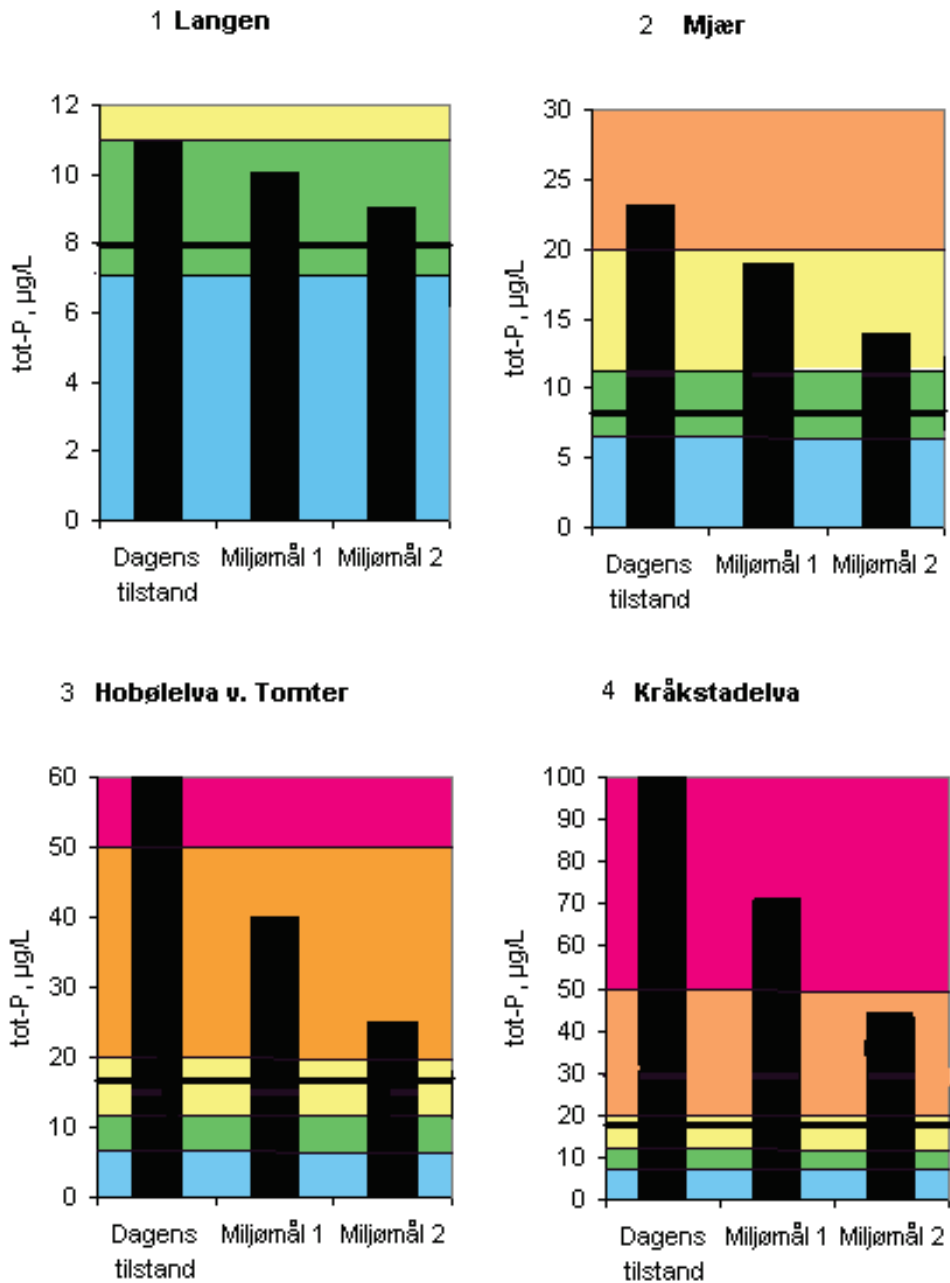 1 Langen
tot-P, µg/L
12
10
8
6
4
2
0
Dagens tilstand
Miljømål 1
Miljømål 2
2 Mjær
tot-P, µg/L
30
25
20
15
10
5
0
Dagens tilstand
Miljømål 1
Miljømål 2
3 Hobølelva v. Tomter
tot-P, µg/L
60
50
40
30
20
10
0
Dagens tilstand
Miljømål 1
Miljømål 2
4 Kråkstadelva
tot-P, µg/L
100
90
80
70
60
50
40
30
20
10
0
Dagens tilstand
Miljømål 1
Miljømål 2